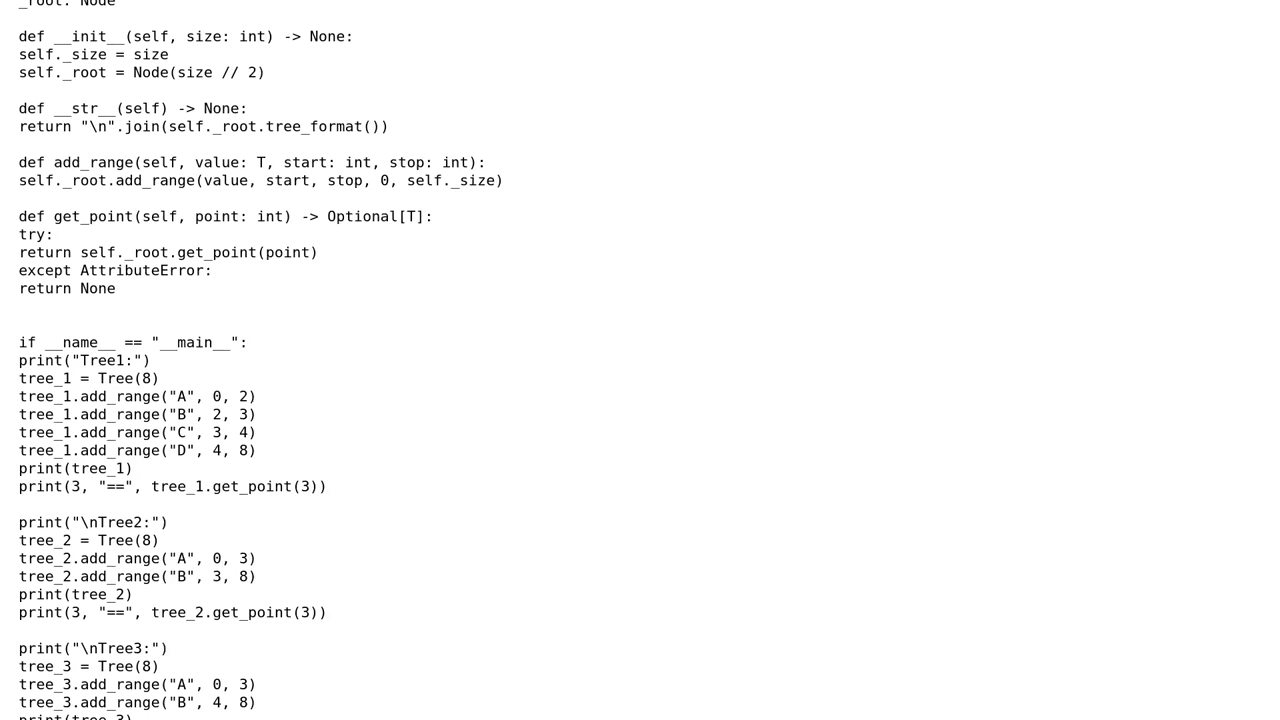 _root: Node

def __init__(self, size: int) -> None:
self._size = size
self._root = Node(size // 2)

def __str__(self) -> None:
return "\n".join(self._root.tree_format())

def add_range(self, value: T, start: int, stop: int):
self._root.add_range(value, start, stop, 0, self._size)

def get_point(self, point: int) -> Optional[T]:
try:
return self._root.get_point(point)
except AttributeError:
return None


if __name__ == "__main__":
print("Tree1:")
tree_1 = Tree(8)
tree_1.add_range("A", 0, 2)
tree_1.add_range("B", 2, 3)
tree_1.add_range("C", 3, 4)
tree_1.add_range("D", 4, 8)
print(tree_1)
print(3, "==", tree_1.get_point(3))

print("\nTree2:")
tree_2 = Tree(8)
tree_2.add_range("A", 0, 3)
tree_2.add_range("B", 3, 8)
print(tree_2)
print(3, "==", tree_2.get_point(3))

print("\nTree3:")
tree_3 = Tree(8)
tree_3.add_range("A", 0, 3)
tree_3.add_range("B", 4, 8)
print(tree_3)